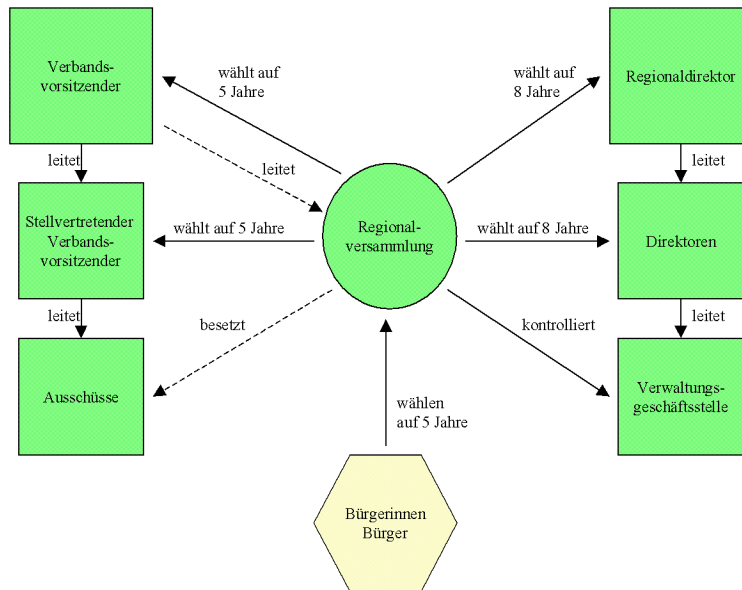 Verbands-
vorsitzender
wählt auf
5 Jahre
wählt auf
8 Jahre
Regionaldirektor
leitet
leitet
leitet
Stellvertretender
Verbands-
vorsitzender
wählt auf 5 Jahre
Regional-
versammlung
wählt auf 8 Jahre
Direktoren
leitet
besetzt
kontrolliert
leitet
Ausschüsse
Verwaltungs-
geschäftsstelle
wählen
auf 5 Jahre
Bürgerinnen
Bürger